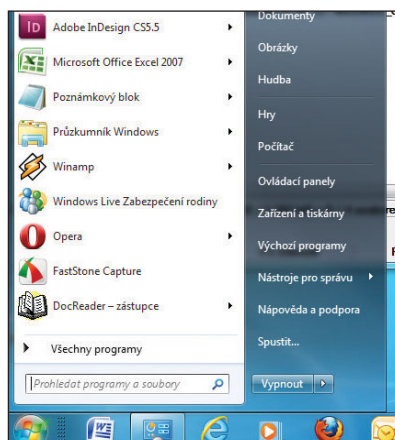 Adobe InDesign CS5.5
Microsoft Office Excel 2007
Poznámkový blok
Průzkumník Windows
Winamp
Windows Live Zabezpečení rodiny
Opera
FastStone Capture
DocReader – zástupce
Všechny programy
Prohledat programy a soubory
Dokumenty
Obrázky
Hudba
Hry
Počítač
Ovládací panely
Zařízení a tiskárny
Výchozí programy
Nástroje pro správu
Nápověda a podpora
Spustit...
Vypnout